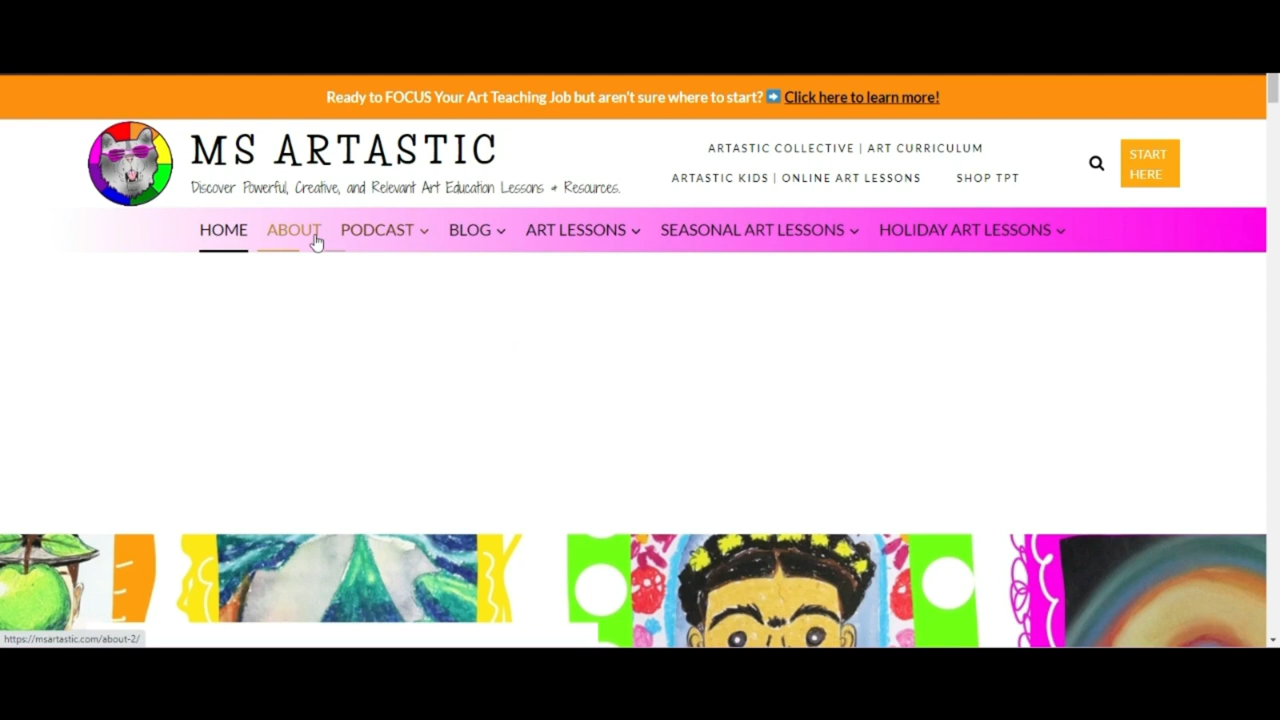 Ready to FOCUS Your Art Teaching Job but aren't sure where to start? ➡ Click here to learn more!
MS ARTASTIC
Discover Powerful, Creative, and Relevant Art Education Lessons + Resources.
ARTASTIC COLLECTIVE | ART CURRICULUM
ARTASTIC KIDS | ONLINE ART LESSONS SHOP TPT
START
HERE
HOME ABOUT PODCAST BLOG ART LESSONS SEASONAL ART LESSONS HOLIDAY ART LESSONS
https://msartastic.com/about-2/